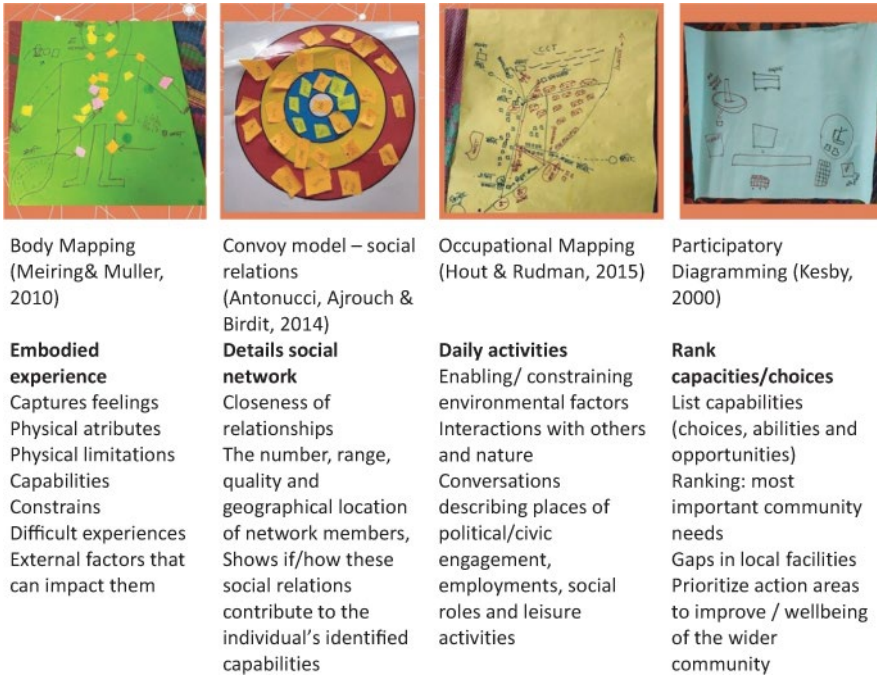 Body Mapping
(Meiring& Muller,
2010)
Embodied
experience
Captures feelings
Physical atributes
Physical limitations
Capabilities
Constrains
Difficult experiences
External factors that
can impact them
Convoy model – social
relations
(Antonucci, Ajrouch &
Birdit, 2014)
Details social
network
Closeness of
relationships
The number, range,
quality and
geographical location
of network members,
Shows if/how these
social relations
contribute to the
individual's identified
capabilities
Occupational Mapping
(Hout & Rudman, 2015)
Daily activities
Enabling/ constraining
environmental factors
Interactions with others
and nature
Conversations
describing places of
political/civic
engagement,
employments, social
roles and leisure
activities
Participatory
Diagramming (Kesby,
2000)
Rank
capacities/choices
List capabilities
(choices, abilities and
opportunities)
Ranking: most
important community
needs
Gaps in local facilities
Prioritize action areas
to improve / wellbeing
of the wider
community